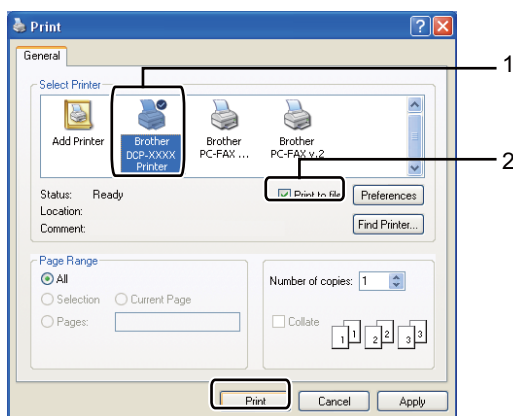 Print
General
1
Select Printer
Add Printer
Brother DCP-XXXX Printer
Brother PC-FAX ...
Brother PC-FAX v.2
2
Status: Ready
Print to file
Preferences
Location:
Comment:
Find Printer...
Page Range
All
Selection
Current Page
Pages:
Number of copies: 1
Collate
1 1 2 2 3 3
Print
Cancel
Apply